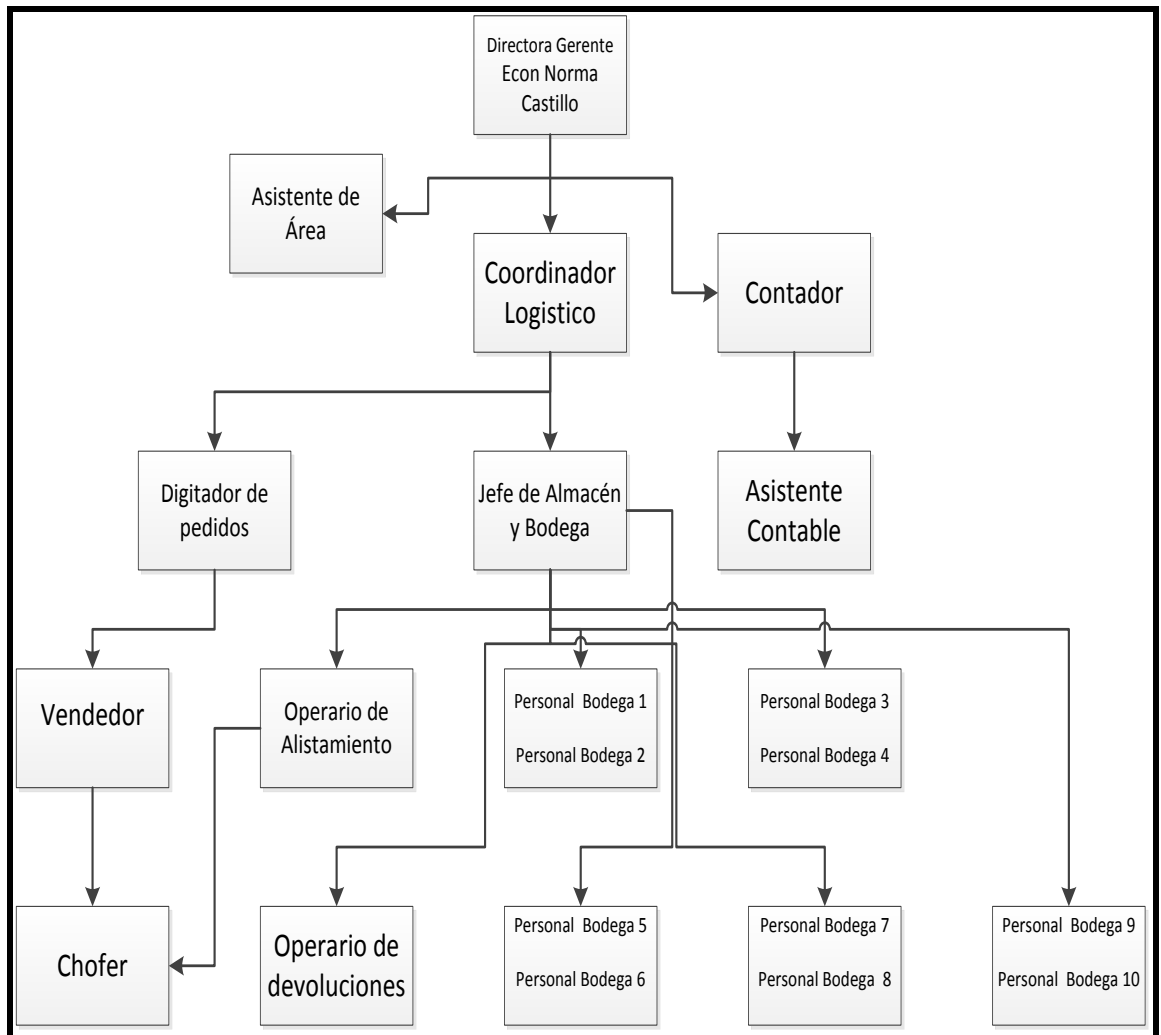 Directora Gerente
Econ Norma
Castillo
Asistente de
Área
Coordinador
Logistico
Contador
Digitador de
pedidos
Jefe de Almacén
y Bodega
Asistente
Contable
Vendedor
Operario de
Alistamiento
Personal Bodega 1
Personal Bodega 2
Personal Bodega 3
Personal Bodega 4
Chofer
Operario de
devoluciones
Personal Bodega 5
Personal Bodega 6
Personal Bodega 7
Personal Bodega 8
Personal Bodega 9
Personal Bodega 10